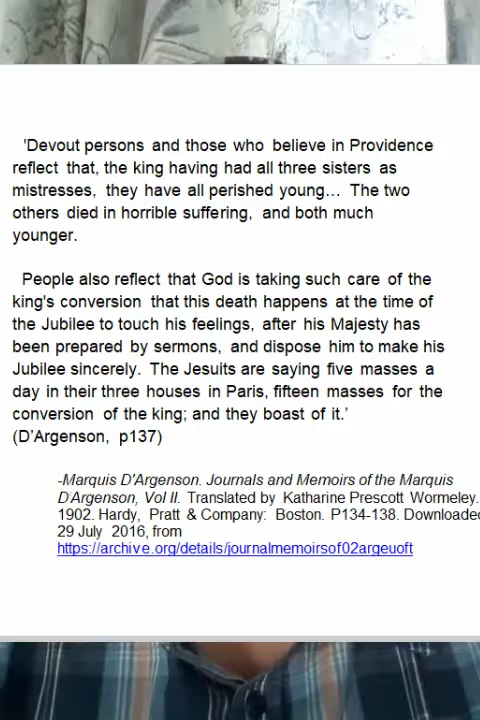 'Devout persons and those who believe in Providence
reflect that, the king having had all three sisters as
mistresses, they have all perished young... The two
others died in horrible suffering, and both much
younger.
People also reflect that God is taking such care of the
king's conversion that this death happens at the time of
the Jubilee to touch his feelings, after his Majesty has
been prepared by sermons, and dispose him to make his
Jubilee sincerely. The Jesuits are saying five masses a
day in their three houses in Paris, fifteen masses for the
conversion of the king; and they boast of it.'
(D'Argenson, p137)
-Marquis D'Argenson. Journals and Memoirs of the Marquis
D'Argenson, Vol II. Translated by Katharine Prescott Wormeley.
1902. Hardy, Pratt & Company: Boston. P134-138. Downloaded
29 July 2016, from
https://archive.org/details/journalmemoirsof02argeuoft